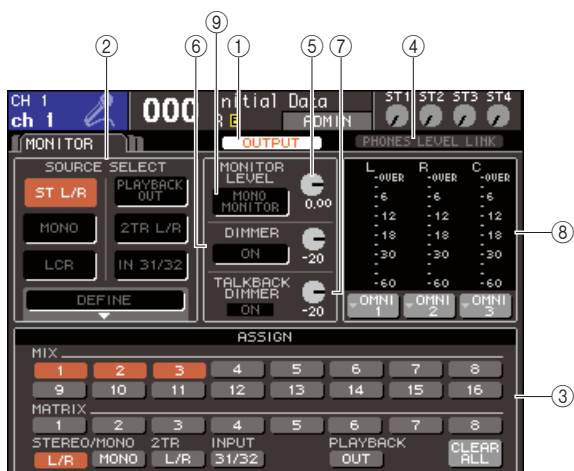 ② ⑥ ⑨ ① ⑤ ⑦ ④
CH 1
ch 1
000
nitial Data
R E
ADMIN
ST1 ST2 ST3 ST4
MONITOR
OUTPUT
PHONES LEVEL LINK
SOURCE SELECT
ST L/R
PLAYBACK OUT
MONO
2TR L/R
LCR
IN 31/32
DEFINE
MONITOR LEVEL
MONO MONITOR
0.00
DIMMER
ON
-20
TALKBACK DIMMER
ON
-20
L R C
-OVER -OVER -OVER
-6 -6 -6
-12 -12 -12
-18 -18 -18
-30 -30 -30
-60 -60 -60
OMNI 1 OMNI 2 OMNI 3
⑧
ASSIGN
MIX
1 2 3 4 5 6 7 8
9 10 11 12 13 14 15 16
③
MATRIX
1 2 3 4 5 6 7 8
STEREO/MONO 2TR INPUT PLAYBACK
L/R MONO L/R 31/32 OUT CLEAR ALL